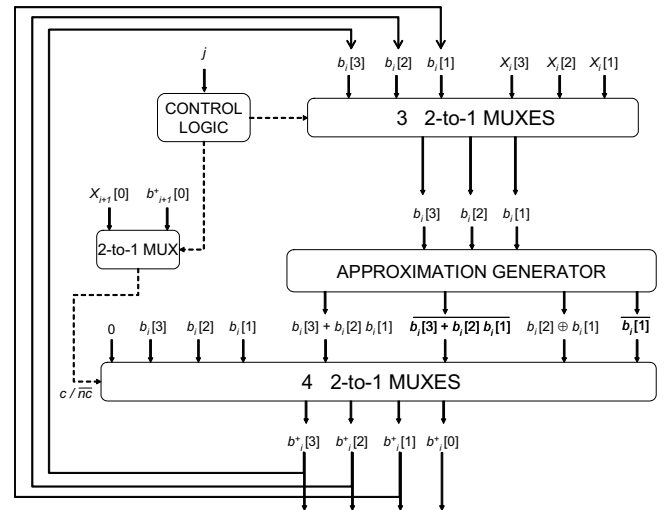 j
b_i[3] b_i[2] b_i[1] X_i[3] X_i[2] X_i[1]
CONTROL
LOGIC
3 2-to-1 MUXES
X_{i+1}[0] b^+_{i+1}[0]
b_i[3] b_i[2] b_i[1]
2-to-1 MUX
APPROXIMATION GENERATOR
0 b_i[3] b_i[2] b_i[1] b_i[3] + b_i[2] b_i[1] \overline{b_i[3] + b_i[2] b_i[1]} b_i[2] ⊕ b_i[1] \overline{b_i[1]}
c / \overline{nc}
4 2-to-1 MUXES
b^+_i[3] b^+_i[2] b^+_i[1] b^+_i[0]